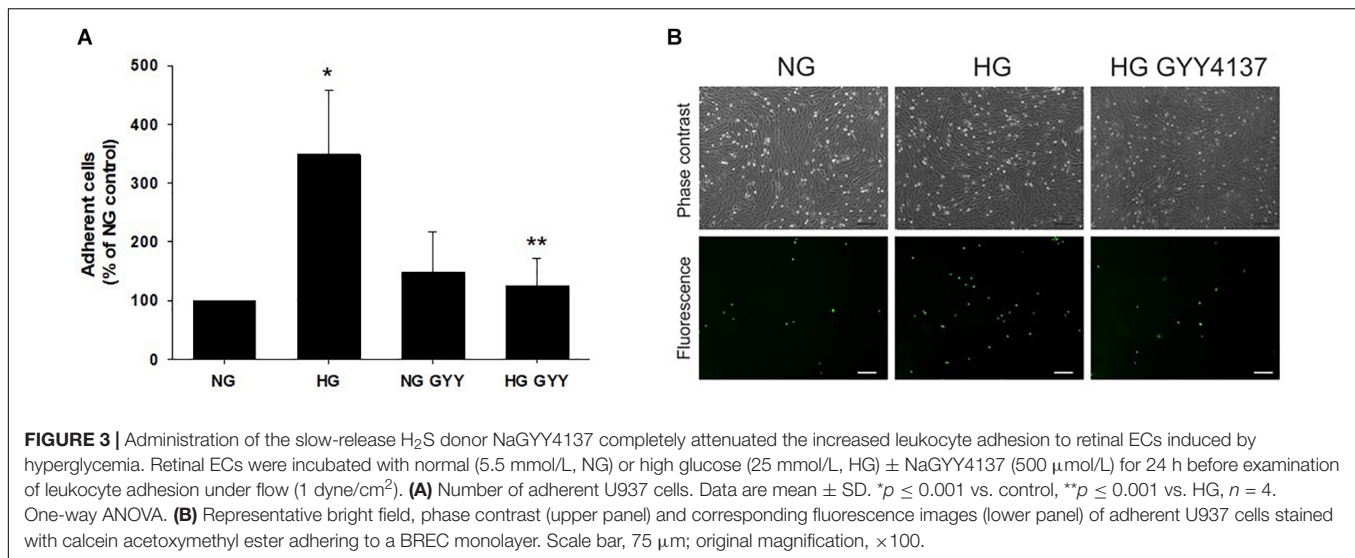 A
Adherent cells
(% of NG control)
500
400
300
200
100
0
*
**
NG
HG
NG GYY
HG GYY
B
NG
HG
HG GYY4137
Phase contrast
Fluorescence
FIGURE 3 | Administration of the slow-release H₂S donor NaGYY4137 completely attenuated the increased leukocyte adhesion to retinal ECs induced by
hyperglycemia. Retinal ECs were incubated with normal (5.5 mmol/L, NG) or high glucose (25 mmol/L, HG) ± NaGYY4137 (500 μmol/L) for 24 h before examination
of leukocyte adhesion under flow (1 dyne/cm²). (A) Number of adherent U937 cells. Data are mean ± SD. *p ≤ 0.001 vs. control, **p ≤ 0.001 vs. HG, n = 4.
One-way ANOVA. (B) Representative bright field, phase contrast (upper panel) and corresponding fluorescence images (lower panel) of adherent U937 cells stained
with calcein acetoxymethyl ester adhering to a BREC monolayer. Scale bar, 75 μm; original magnification, ×100.